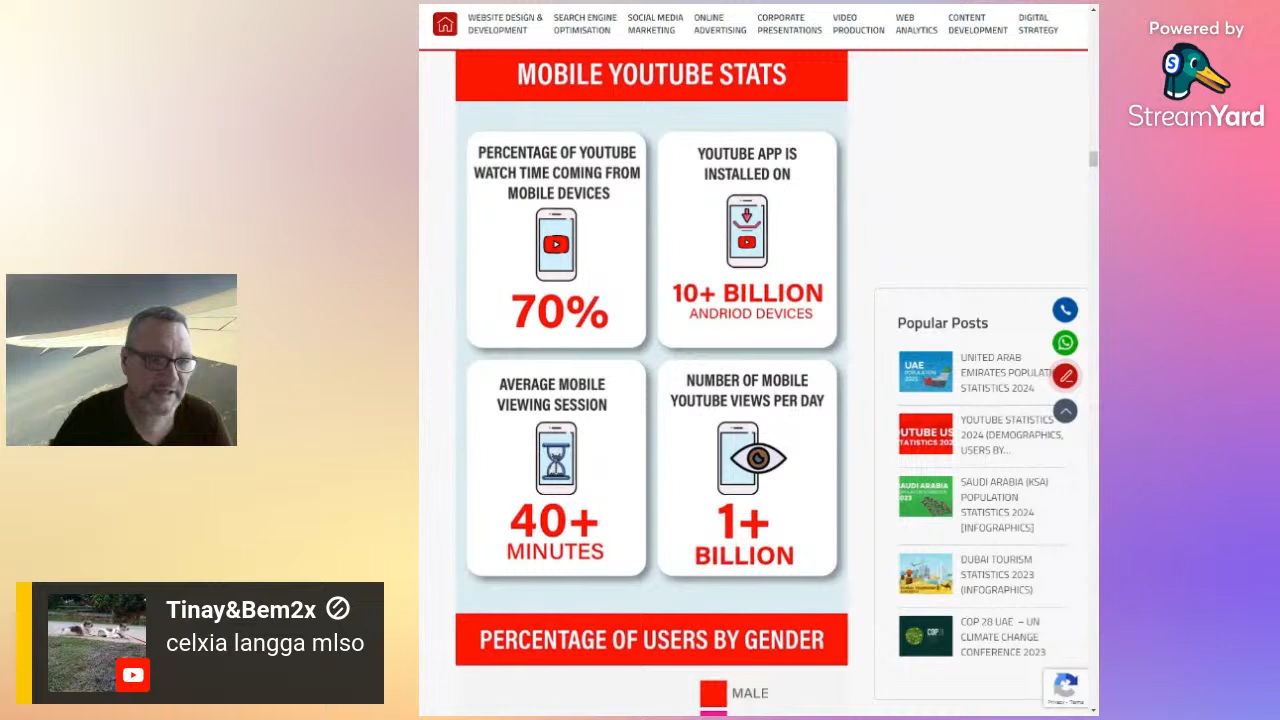 WEBSITE DESIGN &
DEVELOPMENT
SEARCH ENGINE
OPTIMISATION
SOCIAL MEDIA
MARKETING
ONLINE
ADVERTISING
CORPORATE
PRESENTATIONS
VIDEO
PRODUCTION
WEB
ANALYTICS
CONTENT
DEVELOPMENT
DIGITAL
STRATEGY
Powered by
StreamYard
MOBILE YOUTUBE STATS
PERCENTAGE OF YOUTUBE
WATCH TIME COMING FROM
MOBILE DEVICES
70%
YOUTUBE APP IS
INSTALLED ON
10+ BILLION
ANDRIOD DEVICES
AVERAGE MOBILE
VIEWING SESSION
40+
MINUTES
NUMBER OF MOBILE
YOUTUBE VIEWS PER DAY
1+
BILLION
PERCENTAGE OF USERS BY GENDER
MALE
Popular Posts
UAE
UNITED ARAB
EMIRATES POPULATI
STATISTICS 2024
YOUTUBE STATISTICS
2024 (DEMOGRAPHICS,
USERS BY...
SAUDI ARABIA (KSA)
POPULATION
STATISTICS 2024
[INFOGRAPHICS]
DUBAI TOURISM
STATISTICS 2023
(INFOGRAPHICS)
COP 28 UAE – UN
CLIMATE CHANGE
CONFERENCE 2023
Privacy - Terms
Tinay&Bem2x
celxia langga mlso